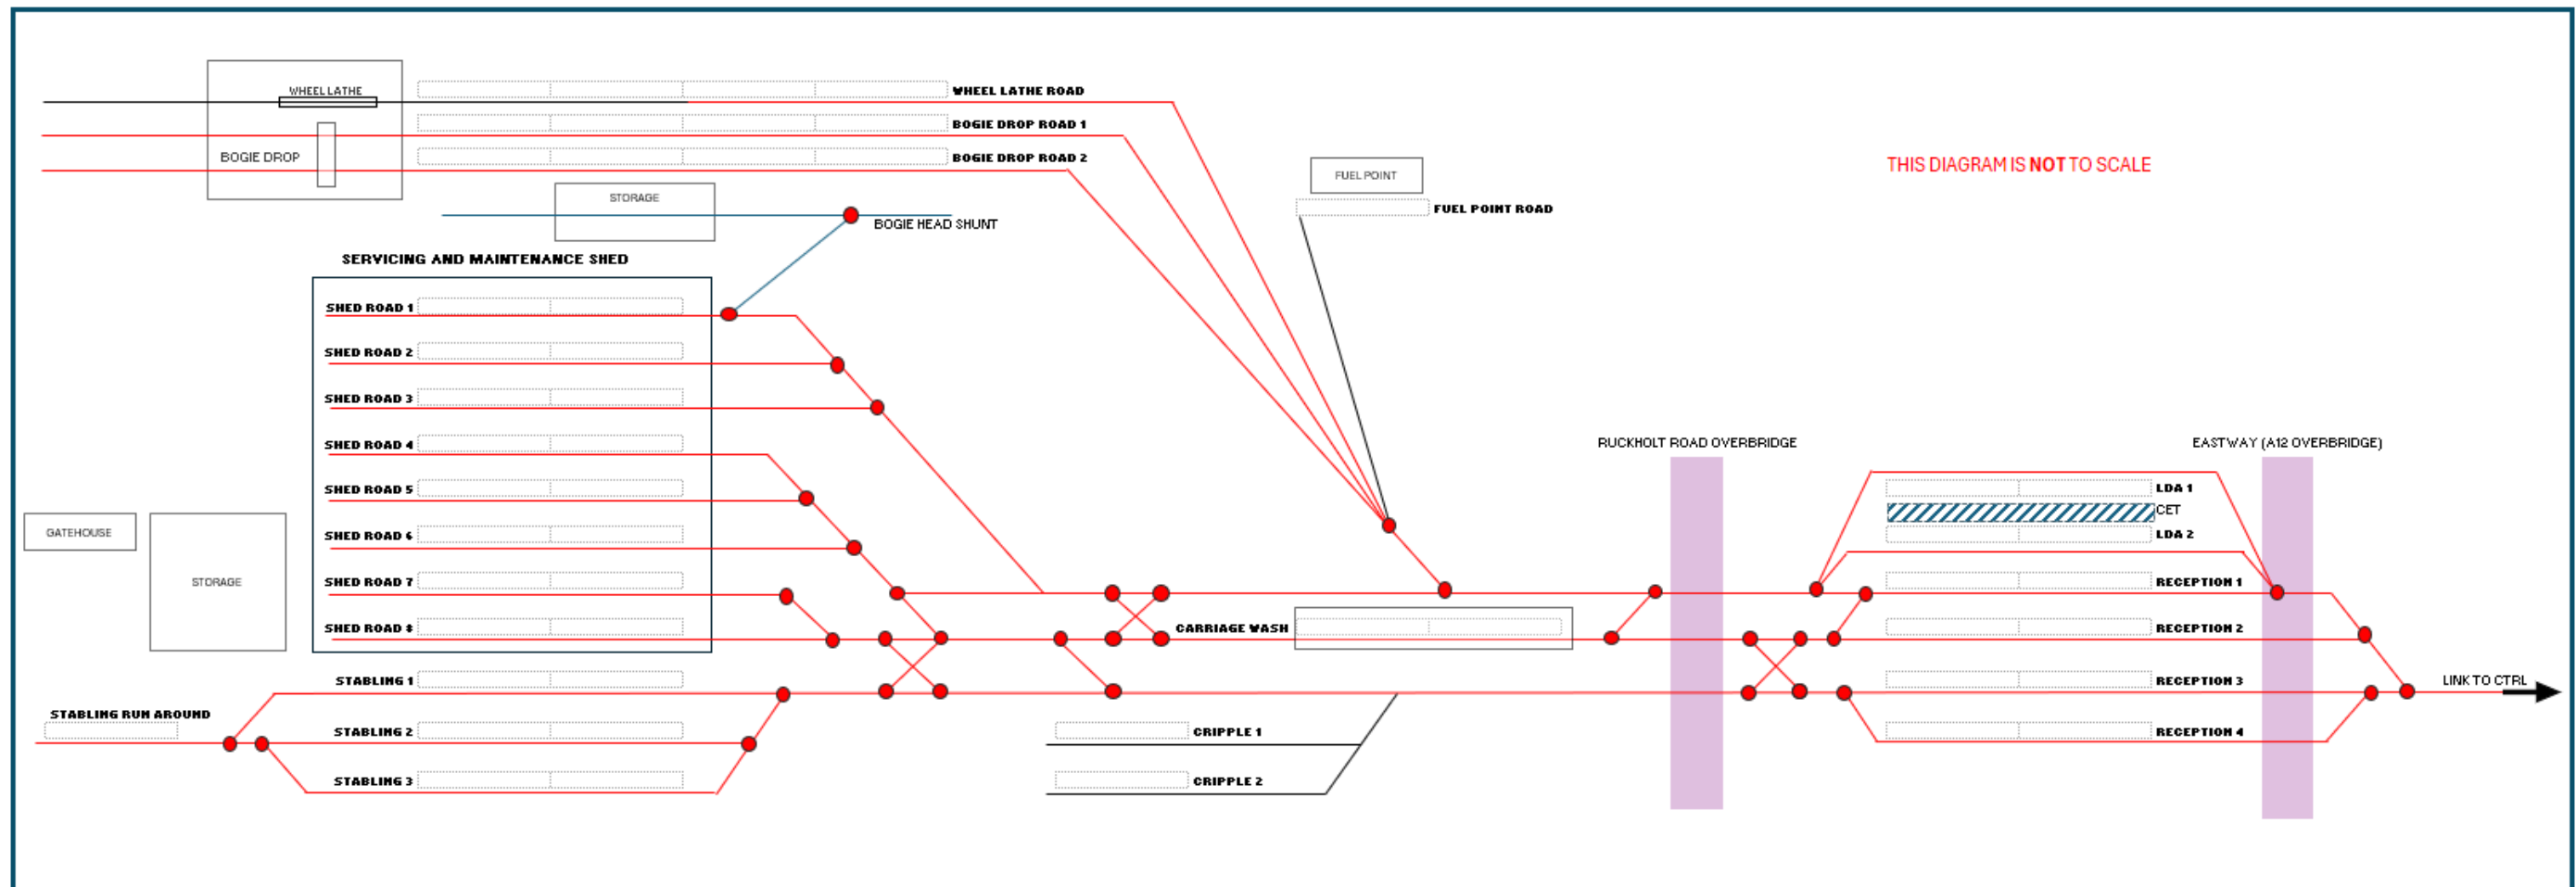 WHEEL LATHE
WHEEL LATHE ROAD
BOGIE DROP ROAD 1
BOGIE DROP
BOGIE DROP ROAD 2
THIS DIAGRAM IS NOT TO SCALE
FUEL POINT
STORAGE
FUEL POINT ROAD
BOGIE HEAD SHUNT
SERVICING AND MAINTENANCE SHED
SHED ROAD 1
SHED ROAD 2
SHED ROAD 3
SHED ROAD 4
RUCKHOLT ROAD OVERBRIDGE
EASTWAY (A12 OVERBRIDGE)
SHED ROAD 5
LDA 1
CET
GATEHOUSE
SHED ROAD 6
LDA 2
STORAGE
SHED ROAD 7
RECEPTION 1
SHED ROAD 8
CARRIAGE WASH
RECEPTION 2
STABLING 1
RECEPTION 3
LINK TO CTRL
STABLING RUN AROUND
STABLING 2
CRIPPLE 1
RECEPTION 4
STABLING 3
CRIPPLE 2